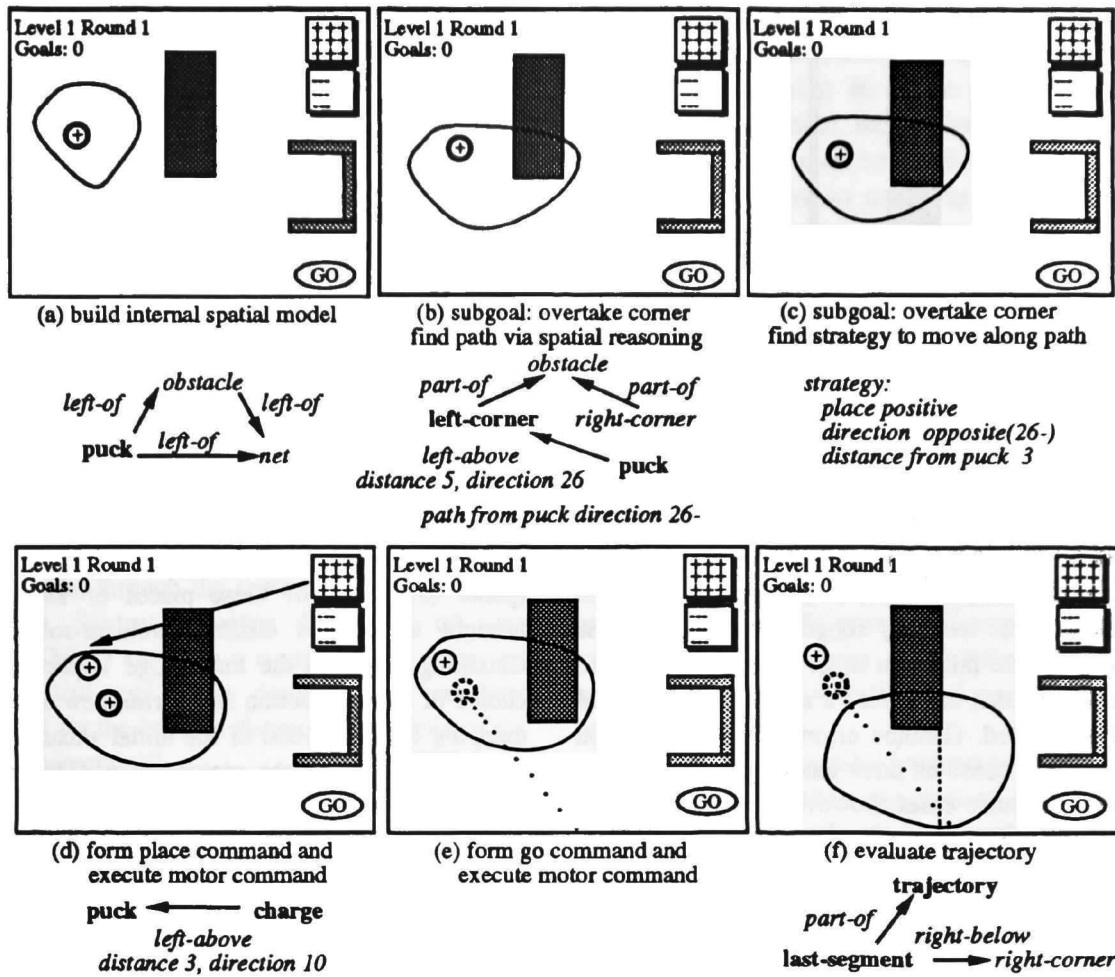 Level 1 Round 1
Goals: 0
GO
(a) build internal spatial model
obstacle
left-of
left-of
puck
left-of
net
Level 1 Round 1
Goals: 0
GO
(b) subgoal: overtake corner
find path via spatial reasoning
obstacle
part-of
part-of
left-corner
right-corner
left-above
puck
distance 5, direction 26
path from puck direction 26-
Level 1 Round 1
Goals: 0
GO
(c) subgoal: overtake corner
find strategy to move along path
strategy:
place positive
direction opposite(26-)
distance from puck 3
Level 1 Round 1
Goals: 0
GO
(d) form place command and
execute motor command
puck
charge
left-above
distance 3, direction 10
Level 1 Round 1
Goals: 0
GO
(e) form go command and
execute motor command
Level 1 Round 1
Goals: 0
GO
(f) evaluate trajectory
trajectory
part-of
right-below
last-segment
right-corner